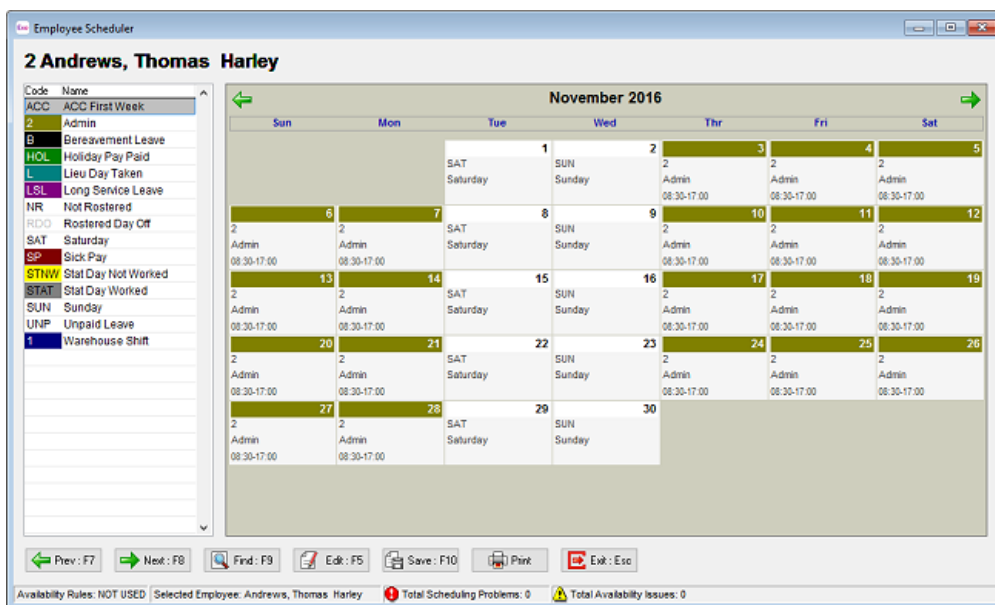 Employee Scheduler
2 Andrews, Thomas Harley
Code Name
ACC ACC First Week
2 Admin
B Bereavement Leave
HOL Holiday Pay Paid
L Lieu Day Taken
LSL Long Service Leave
NR Not Rostered
RDO Rostered Day Off
SAT Saturday
SP Sick Pay
STNW Stat Day Not Worked
STAT Stat Day Worked
SUN Sunday
UNP Unpaid Leave
1 Warehouse Shift
November 2016
Sun Mon Tue Wed Thr Fri Sat
1 2 3 4 5
SAT SUN 2 2 2
Saturday Sunday Admin Admin Admin
08:30-17:00 08:30-17:00 08:30-17:00
6 7 8 9 10 11 12
2 2 SAT SUN 2 2 2
Admin Admin Saturday Sunday Admin Admin Admin
08:30-17:00 08:30-17:00 08:30-17:00 08:30-17:00 08:30-17:00
13 14 15 16 17 18 19
2 2 SAT SUN 2 2 2
Admin Admin Saturday Sunday Admin Admin Admin
08:30-17:00 08:30-17:00 08:30-17:00 08:30-17:00 08:30-17:00
20 21 22 23 24 25 26
2 2 SAT SUN 2 2 2
Admin Admin Saturday Sunday Admin Admin Admin
08:30-17:00 08:30-17:00 08:30-17:00 08:30-17:00 08:30-17:00
27 28 29 30
2 2 SAT SUN
Admin Admin Saturday Sunday
08:30-17:00 08:30-17:00
Prev : F7 Next : F8 Find : F9 Edit : F5 Save : F10 Print Exit : Esc
Availability Rules: NOT USED Selected Employee: Andrews, Thomas Harley Total Scheduling Problems: 0 Total Availability Issues: 0